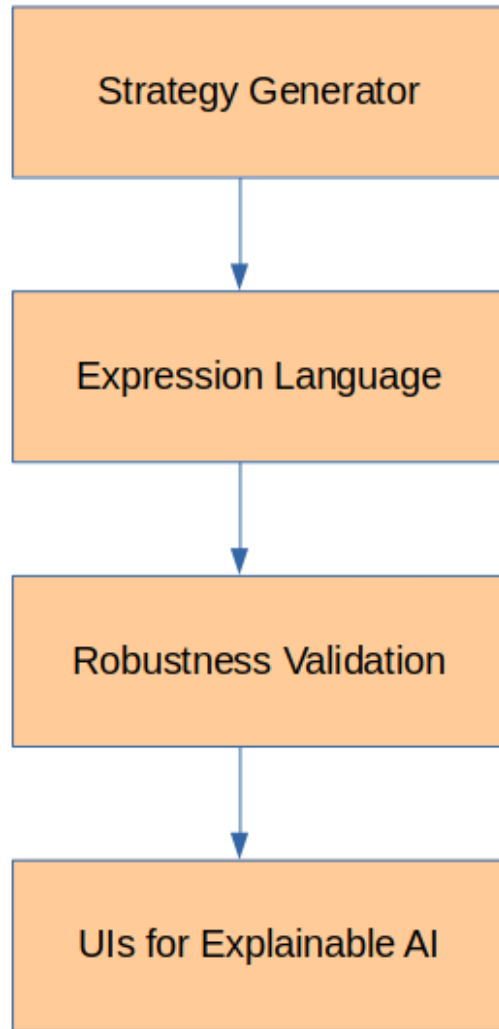 Strategy Generator
Expression Language
Robustness Validation
UIs for Explainable AI